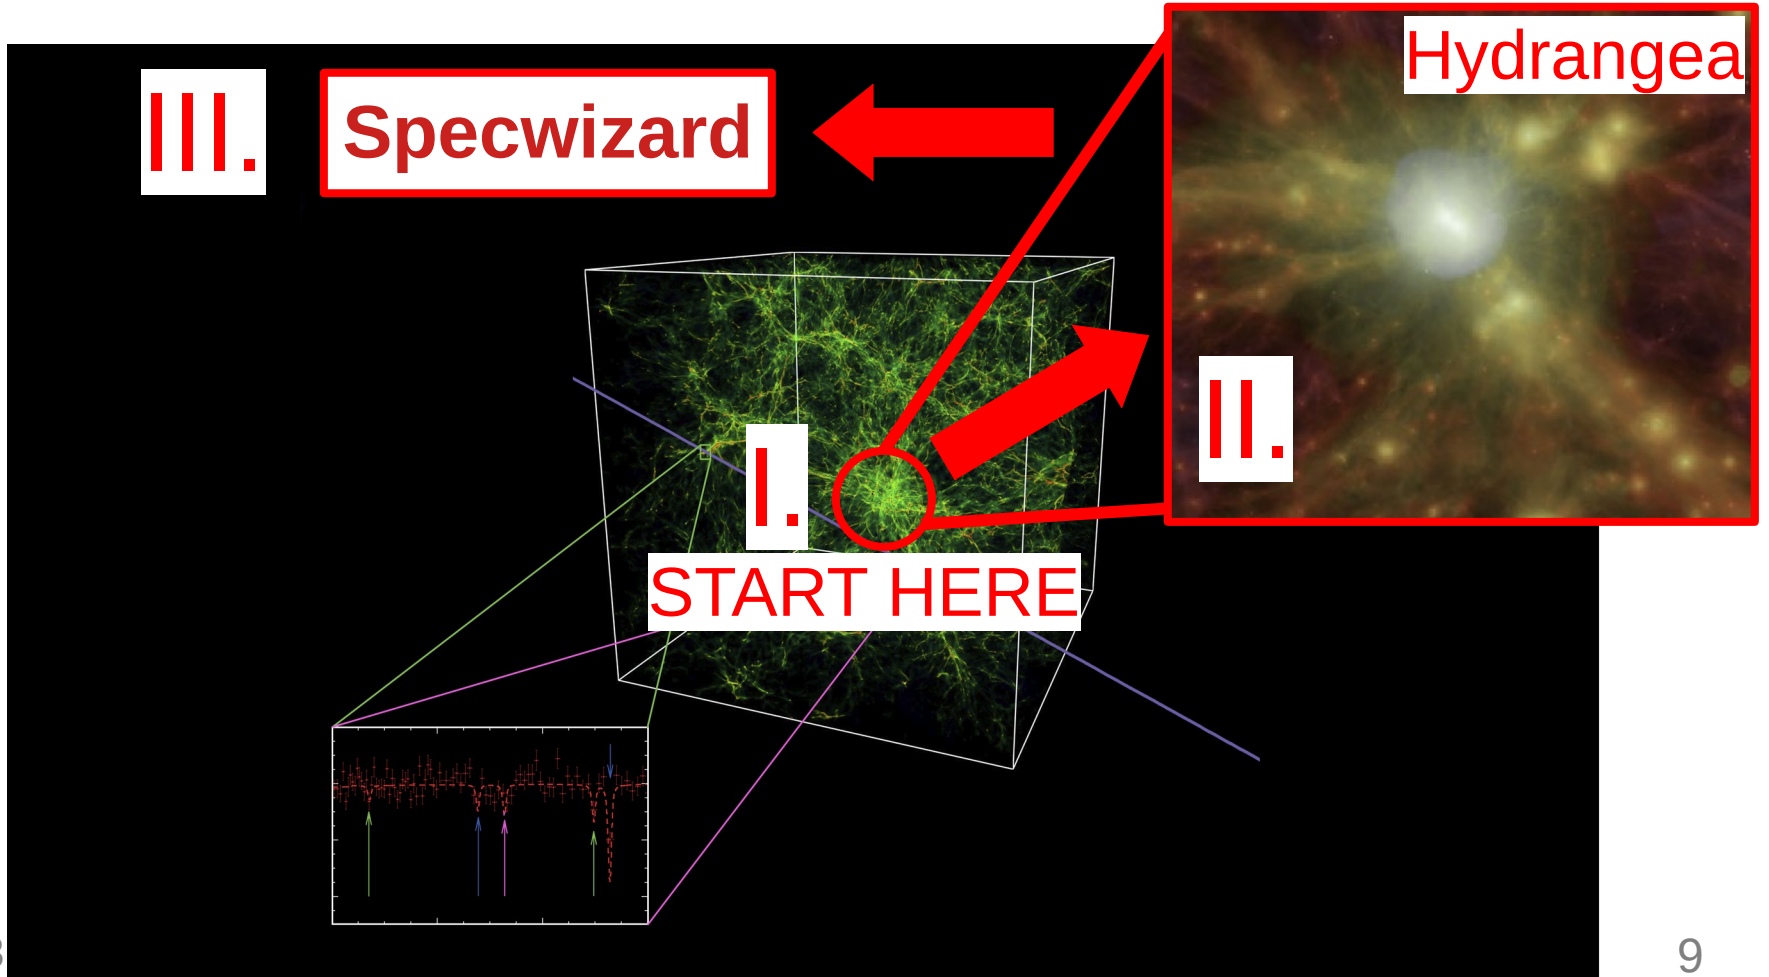 Hydrangea
III.
Specwizard
II.
I.
START HERE
9